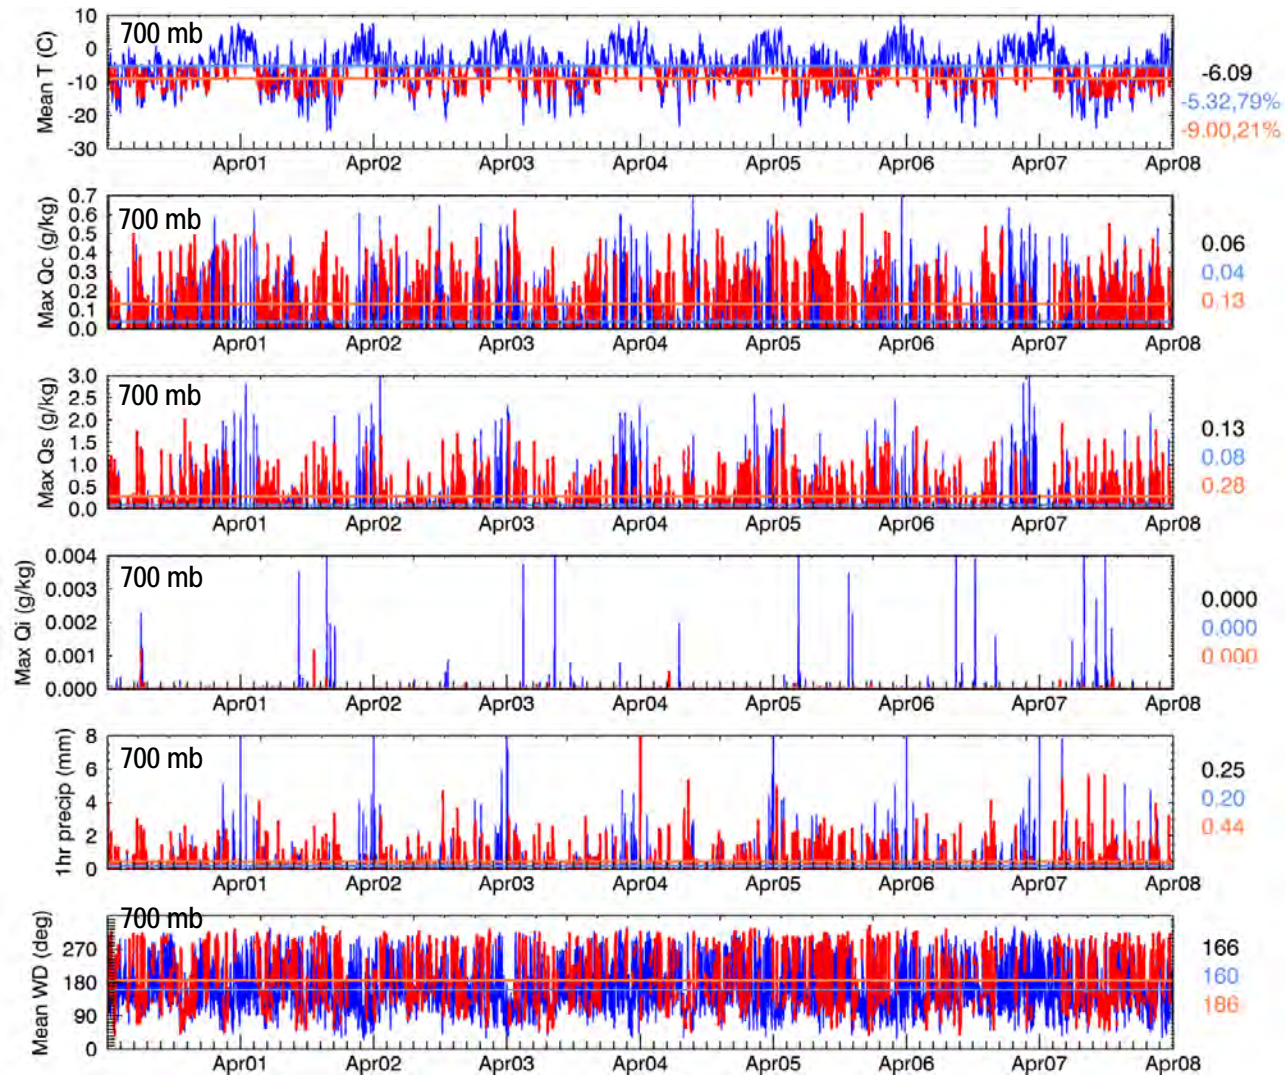 10
0
-10
-20
-30
Mean T (C)
700 mb
Apr01 Apr02 Apr03 Apr04 Apr05 Apr06 Apr07 Apr08
-6.09
-5.32,79%
-9.00,21%
0.7
0.6
0.5
0.4
0.3
0.2
0.1
0.0
Max Qc (g/kg)
700 mb
Apr01 Apr02 Apr03 Apr04 Apr05 Apr06 Apr07 Apr08
0.06
0.04
0.13
3.0
2.5
2.0
1.5
1.0
0.5
0.0
Max Qs (g/kg)
700 mb
Apr01 Apr02 Apr03 Apr04 Apr05 Apr06 Apr07 Apr08
0.13
0.08
0.28
0.004
0.003
0.002
0.001
0.000
Max Qi (g/kg)
700 mb
Apr01 Apr02 Apr03 Apr04 Apr05 Apr06 Apr07 Apr08
0.000
0.000
0.000
8
6
4
2
0
1hr precip (mm)
700 mb
Apr01 Apr02 Apr03 Apr04 Apr05 Apr06 Apr07 Apr08
0.25
0.20
0.44
270
180
90
0
Mean WD (deg)
700 mb
Apr01 Apr02 Apr03 Apr04 Apr05 Apr06 Apr07 Apr08
166
160
186